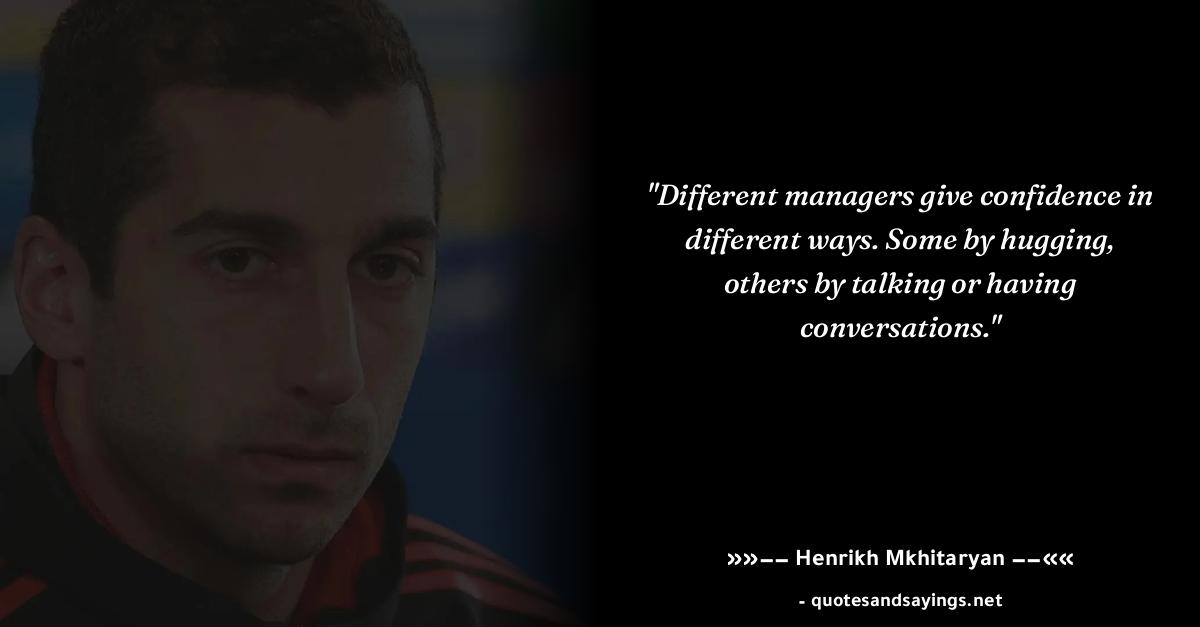 "Different managers give confidence in
different ways. Some by hugging,
others by talking or having
conversations."
»»−− Henrikh Mkhitaryan −−««
- quotesandsayings.net